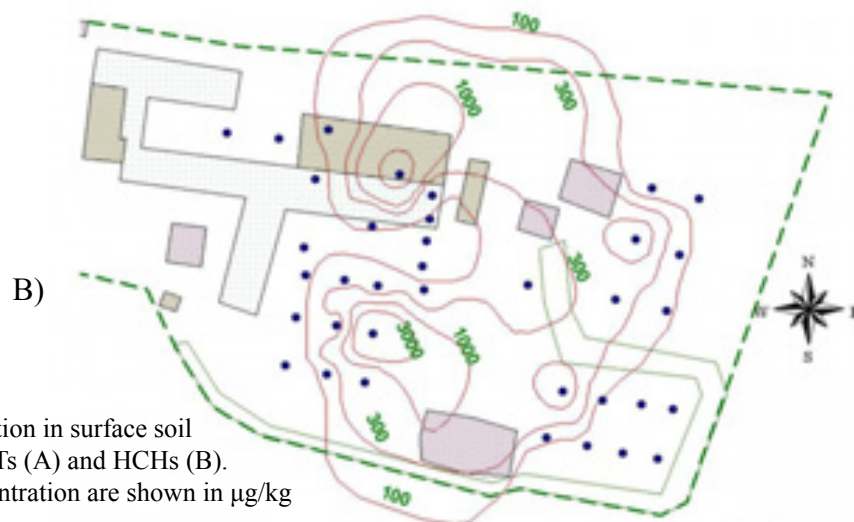 100
1000
300
N
W E
S
B)
300
3000
1000
300
100
tion in surface soil
Ts (A) and HCHs (B).
ntration are shown in μg/kg